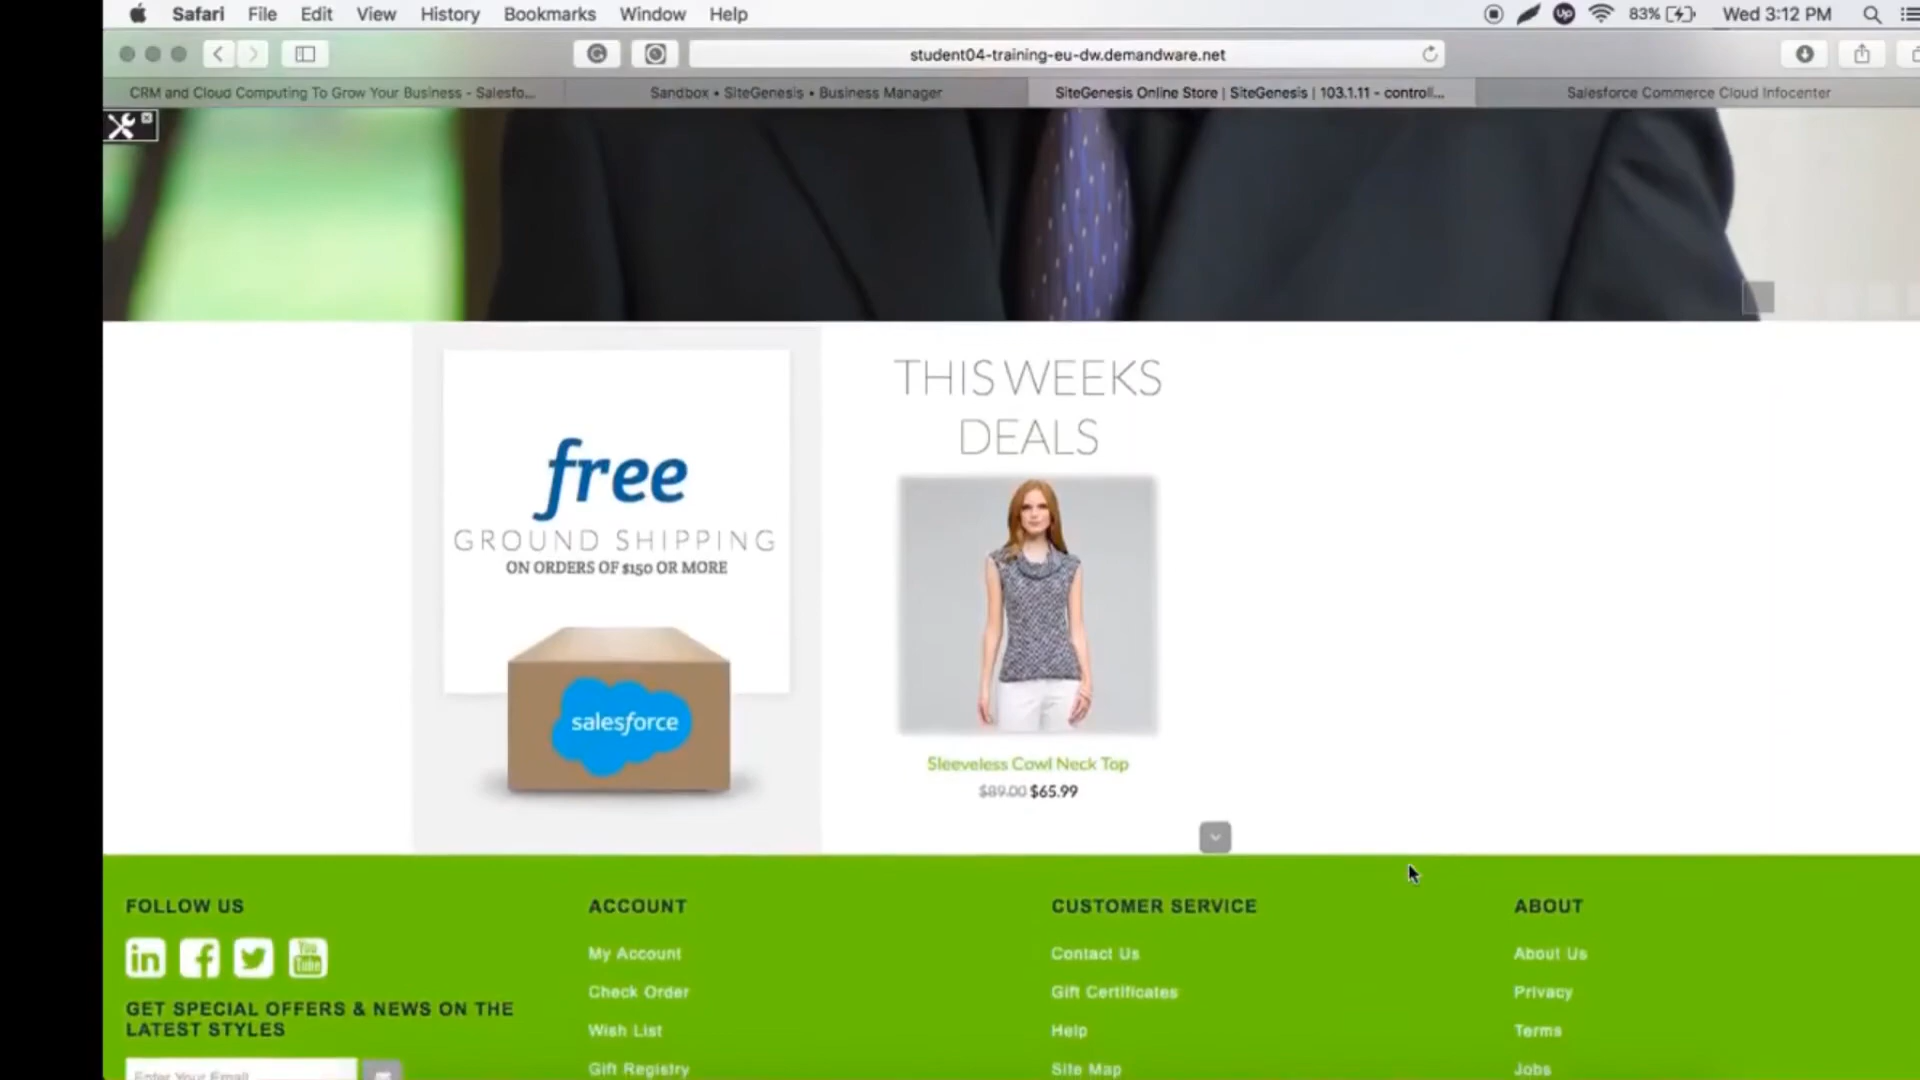 Safari File Edit View History Bookmarks Window Help Up 83% Wed 3:12 PM
student04-training-eu-dw.demandware.net
CRM and Cloud Computing To Grow Your Business - Salesfo... Sandbox • SiteGenesis • Business Manager SiteGenesis Online Store | SiteGenesis | 103.1.11 - controll... Salesforce Commerce Cloud Infocenter
free
GROUND SHIPPING
ON ORDERS OF $150 OR MORE
salesforce
THIS WEEKS
DEALS
Sleeveless Cowl Neck Top
$89.00 $65.99
FOLLOW US
in
You
Tube
GET SPECIAL OFFERS & NEWS ON THE
LATEST STYLES
Enter Your Email
ACCOUNT
My Account
Check Order
Wish List
Gift Registry
CUSTOMER SERVICE
Contact Us
Gift Certificates
Help
Site Map
ABOUT
About Us
Privacy
Terms
Jobs